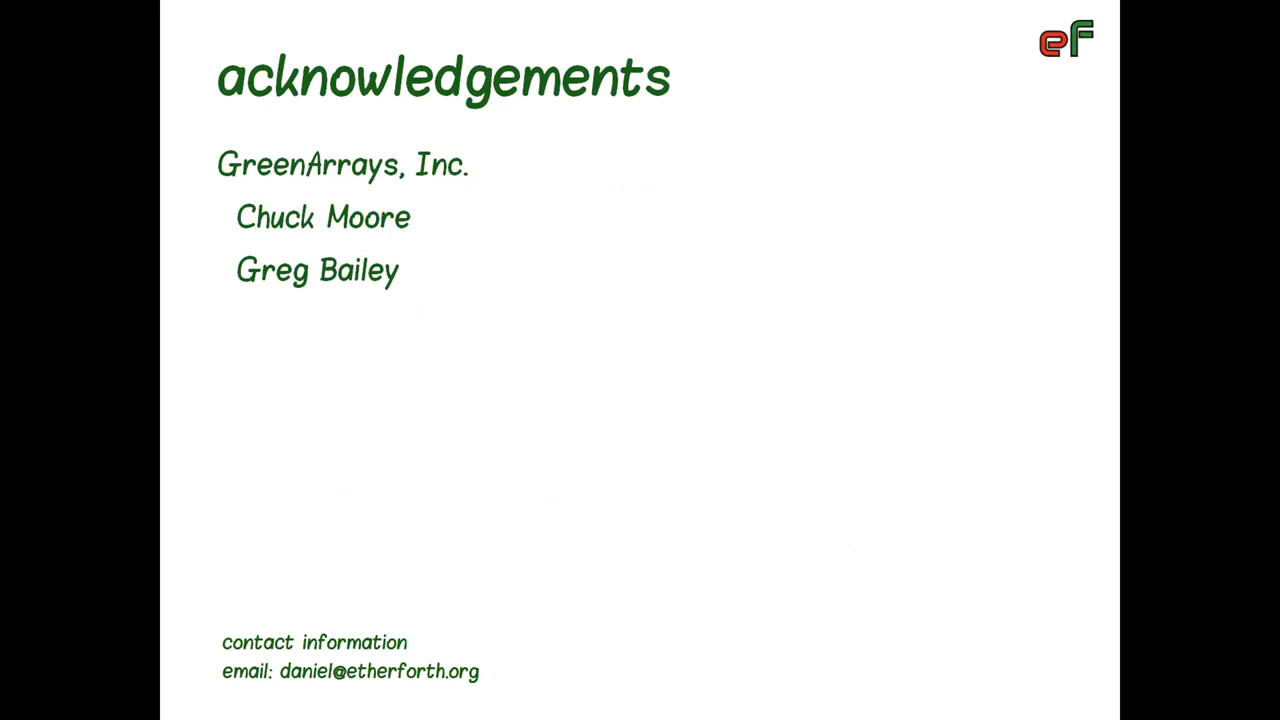 eF
acknowledgements
GreenArrays, Inc.
Chuck Moore
Greg Bailey
contact information
email: daniel@etherforth.org